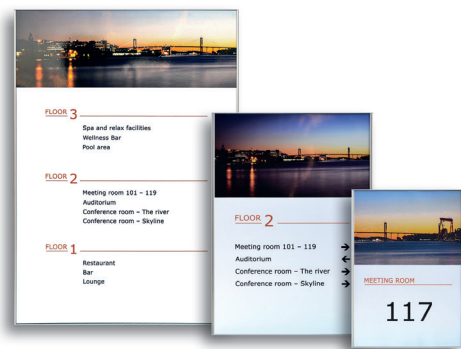 FLOOR 3
Spa and relax facilities
Wellness Bar
Pool area
FLOOR 2
Meeting room 101 – 119
Auditorium
Conference room – The river
Conference room – Skyline
FLOOR 1
Restaurant
Bar
Lounge
FLOOR 2
Meeting room 101 – 119 →
Auditorium ←
Conference room – The river →
Conference room – Skyline →
MEETING ROOM
117